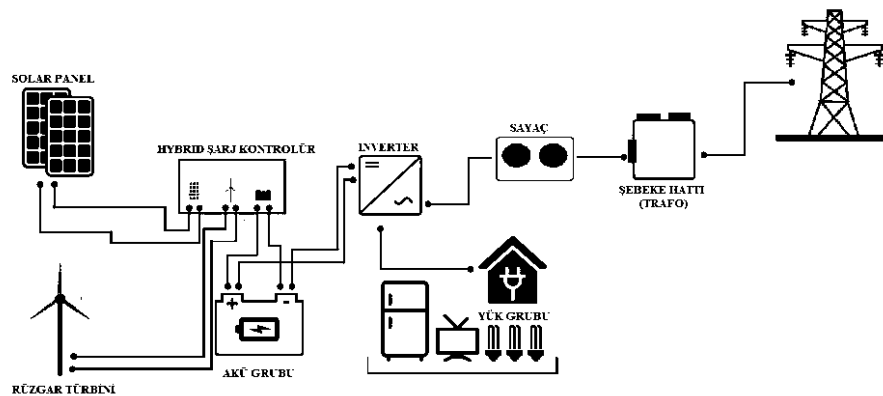 SOLAR PANEL
HYBRID ŞARJ KONTROLÜR
INVERTER
SAYAÇ
ŞEBEKE HATTI
(TRAFO)
YÜK GRUBU
AKÜ GRUBU
RÜZGAR TÜRBİNİ